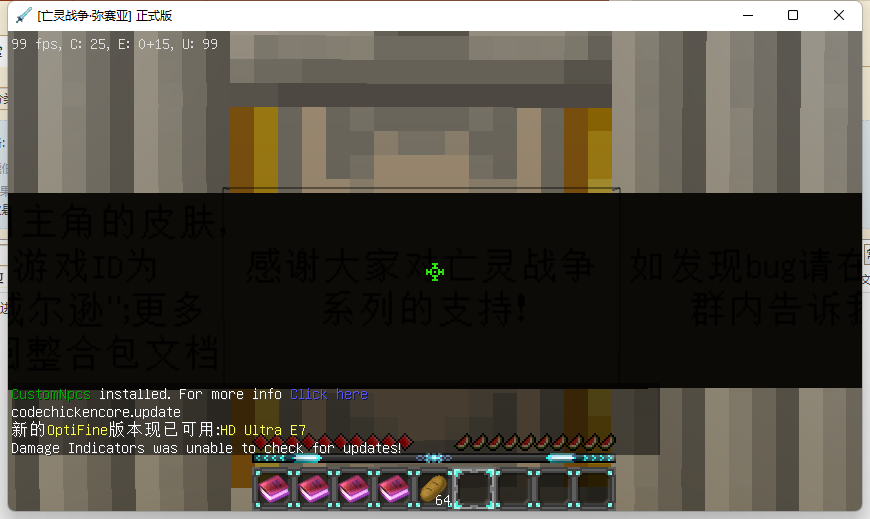 [亡灵战争·弥赛亚] 正式版
99 fps, C: 25, E: 0+15, U: 99
主角的皮肤,
游戏ID为
威尔逊";更多
整合包文档
感谢大家对亡灵战争
系列的支持!
如发现bug请在
群内告诉我
CustomNpcs installed. For more info Click here
codechickencore.update
新的OptiFine版本现已可用:HD Ultra E7
Damage Indicators was unable to check for updates!
64